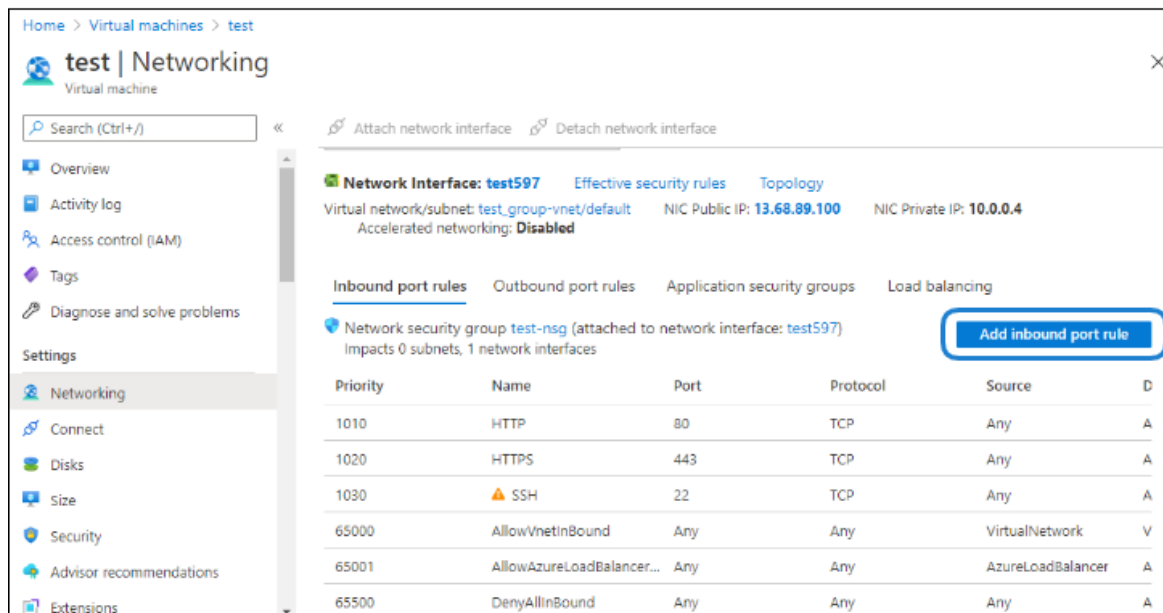 Home > Virtual machines > test
test | Networking
Virtual machine
Search (Ctrl+/)
«
Attach network interface Detach network interface
Overview
Activity log
Access control (IAM)
Tags
Diagnose and solve problems
Settings
Networking
Connect
Disks
Size
Security
Advisor recommendations
Extensions
Network Interface: test597 Effective security rules Topology
Virtual network/subnet: test_group-vnet/default NIC Public IP: 13.68.89.100 NIC Private IP: 10.0.0.4
Accelerated networking: Disabled
Inbound port rules Outbound port rules Application security groups Load balancing
Network security group test-nsg (attached to network interface: test597)
Impacts 0 subnets, 1 network interfaces
Add inbound port rule
Priority Name Port Protocol Source D
1010 HTTP 80 TCP Any A
1020 HTTPS 443 TCP Any A
1030 SSH 22 TCP Any A
65000 AllowVnetInBound Any Any VirtualNetwork V
65001 AllowAzureLoadBalancer... Any Any AzureLoadBalancer A
65500 DenyAllInBound Any Any Any A